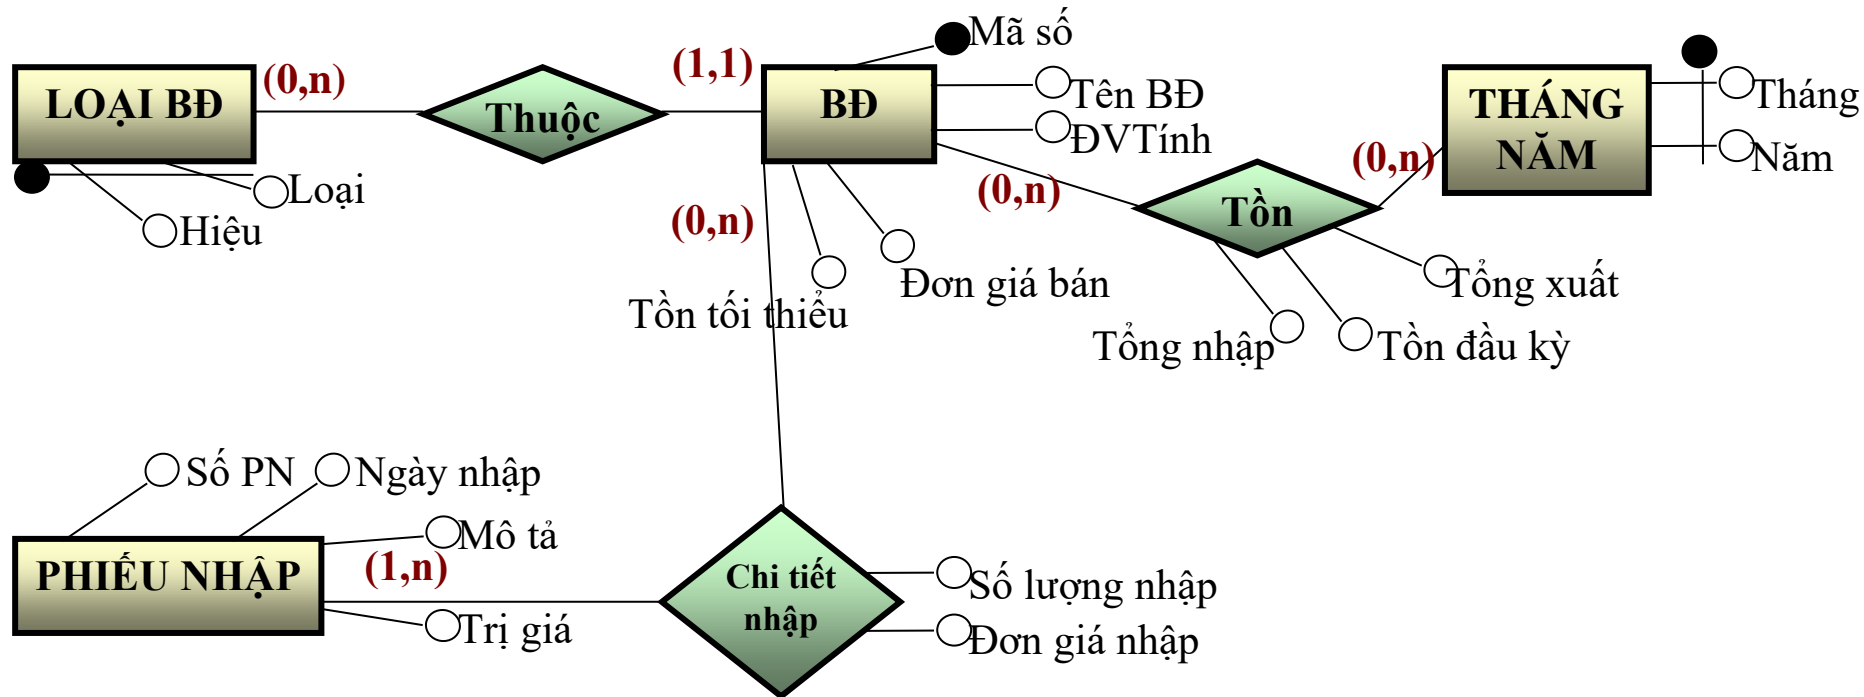 Mã số
(0,n)
(1,1)
LOẠI BĐ
Thuộc
BĐ
Tên BĐ
ĐVTính
THÁNG
NĂM
Tháng
Năm
(0,n)
(0,n)
Loại
Hiệu
(0,n)
Tồn
Đơn giá bán
Tồn tối thiểu
Tổng xuất
Tổng nhập
Tồn đầu kỳ
Số PN
Ngày nhập
Mô tả
PHIẾU NHẬP
(1,n)
Trị giá
Chi tiết
nhập
Số lượng nhập
Đơn giá nhập